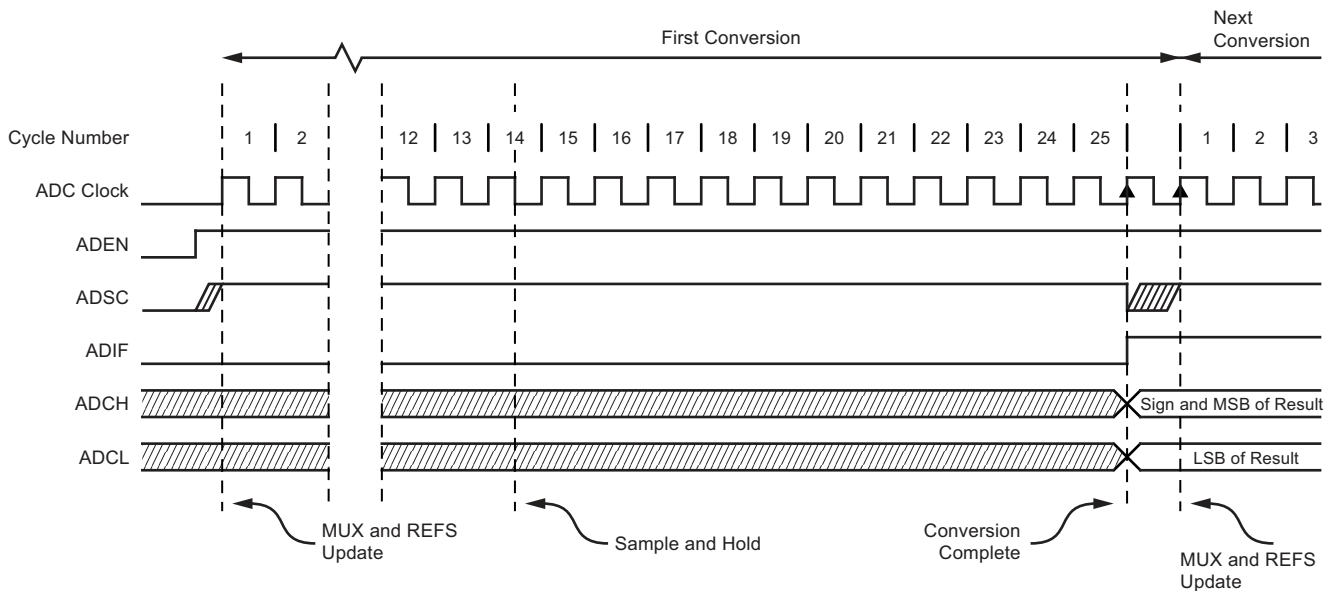 First Conversion
Next
Conversion
Cycle Number 1 2 12 13 14 15 16 17 18 19 20 21 22 23 24 25 1 2 3
ADC Clock
ADEN
ADSC
ADIF
ADCH Sign and MSB of Result
ADCL LSB of Result
MUX and REFS
Update
Sample and Hold
Conversion
Complete
MUX and REFS
Update